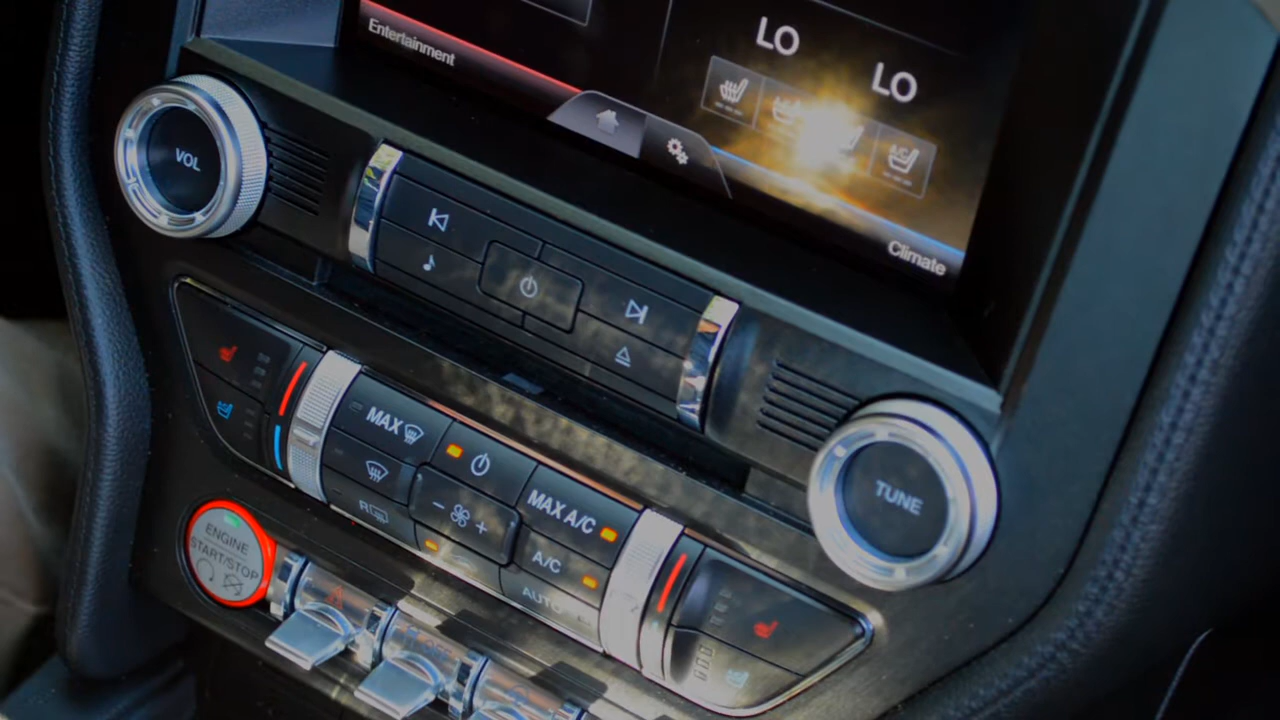 LO
LO
Entertainment
Climate
VOL
TUNE
MAX
MAX A/C
R
- +
A/C
AUTO
ENGINE
START/STOP